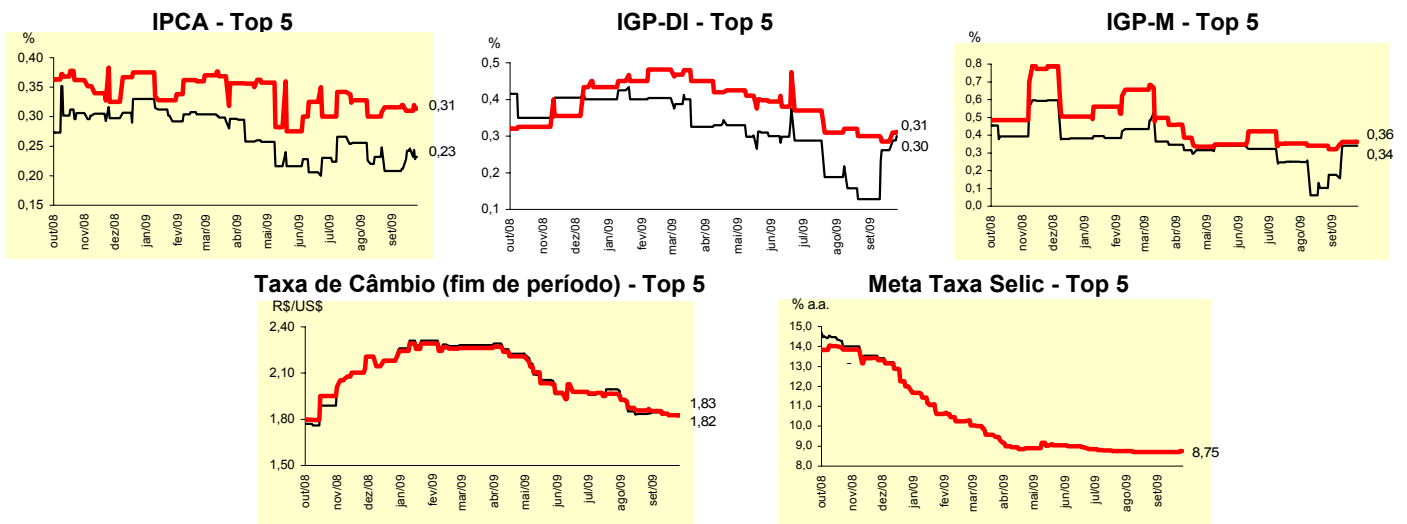 IPCA - Top 5
%
0,40
0,35
0,30
0,25
0,20
0,15
0,31
0,23
out/08
nov/08
dez/08
jan/09
fev/09
mar/09
abr/09
mai/09
jun/09
jul/09
ago/09
set/09
IGP-DI - Top 5
%
0,5
0,4
0,3
0,2
0,1
0,31
0,30
out/08
nov/08
dez/08
jan/09
fev/09
mar/09
abr/09
mai/09
jun/09
jul/09
ago/09
set/09
IGP-M - Top 5
%
0,8
0,7
0,6
0,5
0,4
0,3
0,2
0,1
0,0
0,36
0,34
out/08
nov/08
dez/08
jan/09
fev/09
mar/09
abr/09
mai/09
jun/09
jul/09
ago/09
set/09
Taxa de Câmbio (fim de período) - Top 5
R$/US$
2,40
2,10
1,80
1,50
1,83
1,82
out/08
nov/08
dez/08
jan/09
fev/09
mar/09
abr/09
mai/09
jun/09
jul/09
ago/09
set/09
Meta Taxa Selic - Top 5
% a.a.
15,0
14,0
13,0
12,0
11,0
10,0
9,0
8,0
8,75
out/08
nov/08
dez/08
jan/09
fev/09
mar/09
abr/09
mai/09
jun/09
jul/09
ago/09
set/09